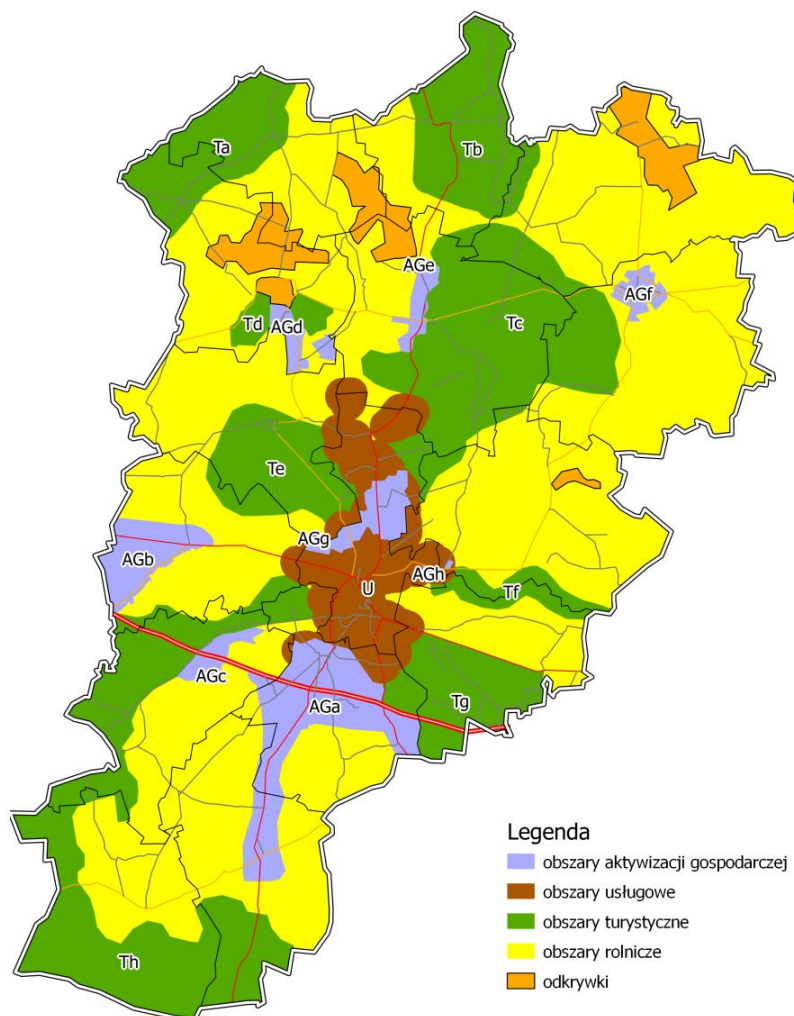 Ta
Tb
AGe
AGf
Td
AGd
Tc
Te
AGg
AGb
AGh
U
Tf
AGc
AGa
Tg
Th
Legenda
obszary aktywizacji gospodarczej
obszary usługowe
obszary turystyczne
obszary rolnicze
odkrywki